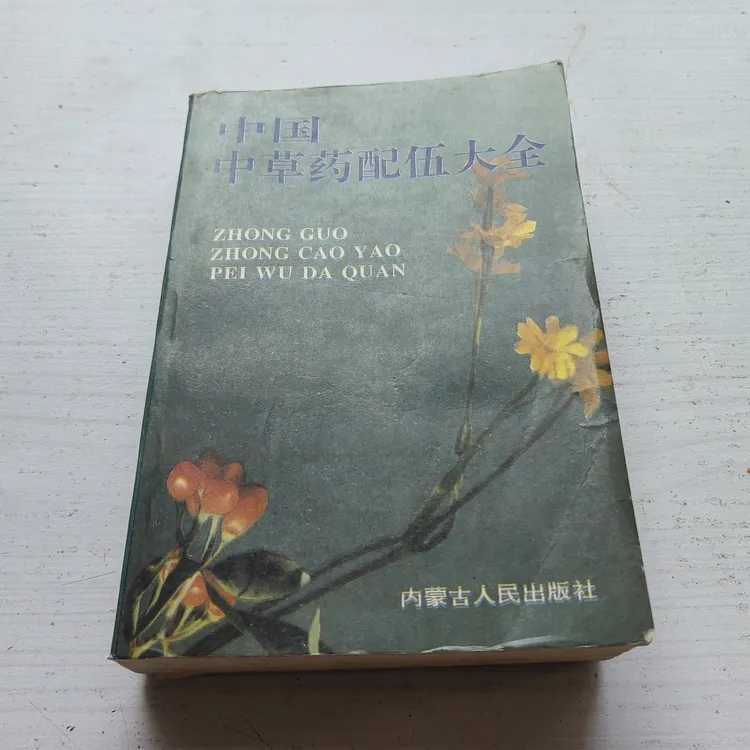 中国
中草药配伍大全
ZHONG GUO
ZHONG CAO YAO
PEI WU DA QUAN
内蒙古人民出版社